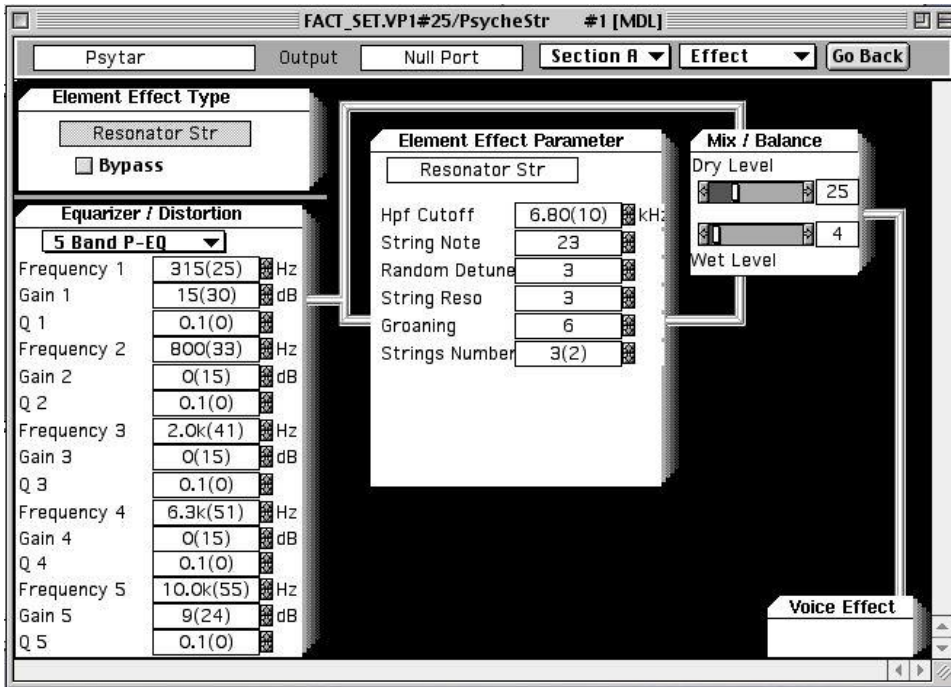 FACT_SET.VP1#25/PsycheStr #1 [MDL]
Psytar Output Null Port Section A Effect Go Back
Element Effect Type
Resonator Str
Bypass
Equarizer / Distortion
5 Band P-EQ
Frequency 1 315(25) Hz
Gain 1 15(30) dB
Q 1 0.1(0)
Frequency 2 800(33) Hz
Gain 2 0(15) dB
Q 2 0.1(0)
Frequency 3 2.0k(41) Hz
Gain 3 0(15) dB
Q 3 0.1(0)
Frequency 4 6.3k(51) Hz
Gain 4 0(15) dB
Q 4 0.1(0)
Frequency 5 10.0k(55) Hz
Gain 5 9(24) dB
Q 5 0.1(0)
Element Effect Parameter
Resonator Str
Hpf Cutoff 6.80(10) kHz
String Note 23
Random Detune 3
String Reso 3
Groaning 6
Strings Number 3(2)
Mix / Balance
Dry Level
25
4
Wet Level
Voice Effect